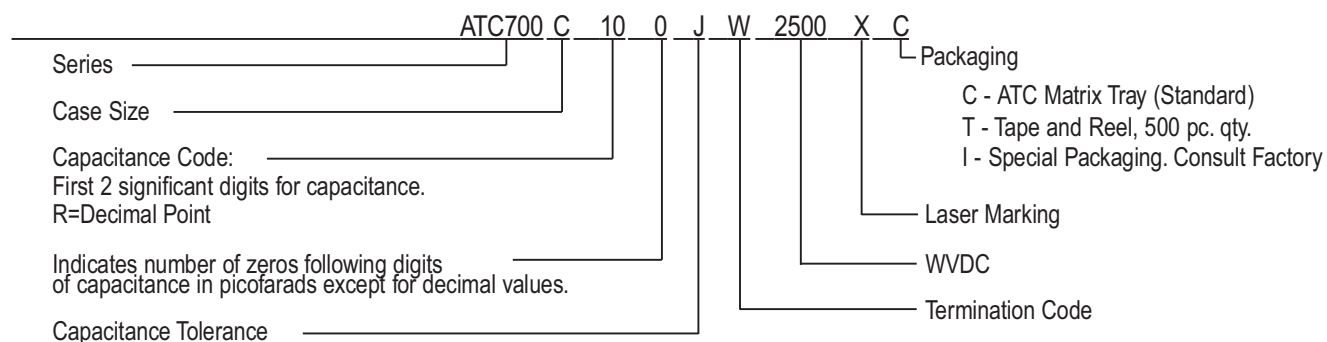 ATC700 C 10 0 J W 2500 X C
Series
Case Size
Capacitance Code:
First 2 significant digits for capacitance.
R=Decimal Point
Indicates number of zeros following digits
of capacitance in picofarads except for decimal values.
Capacitance Tolerance
Packaging
C - ATC Matrix Tray (Standard)
T - Tape and Reel, 500 pc. qty.
I - Special Packaging. Consult Factory
Laser Marking
WVDC
Termination Code